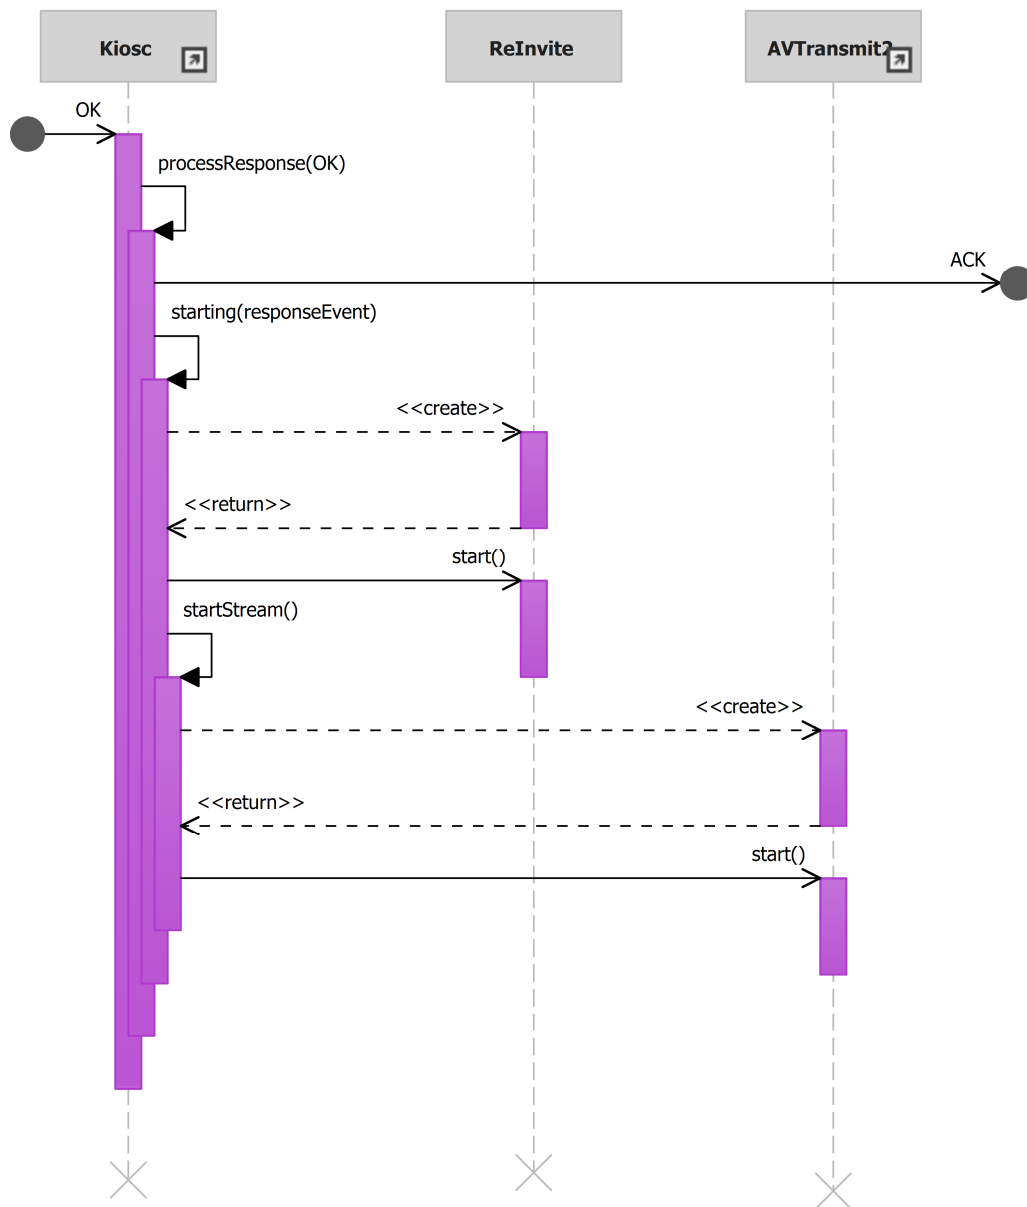 Kiosc
ReInvite
AVTransmit2
OK
processResponse(OK)
ACK
starting(responseEvent)
<<create>>
<<return>>
start()
startStream()
<<create>>
<<return>>
start()